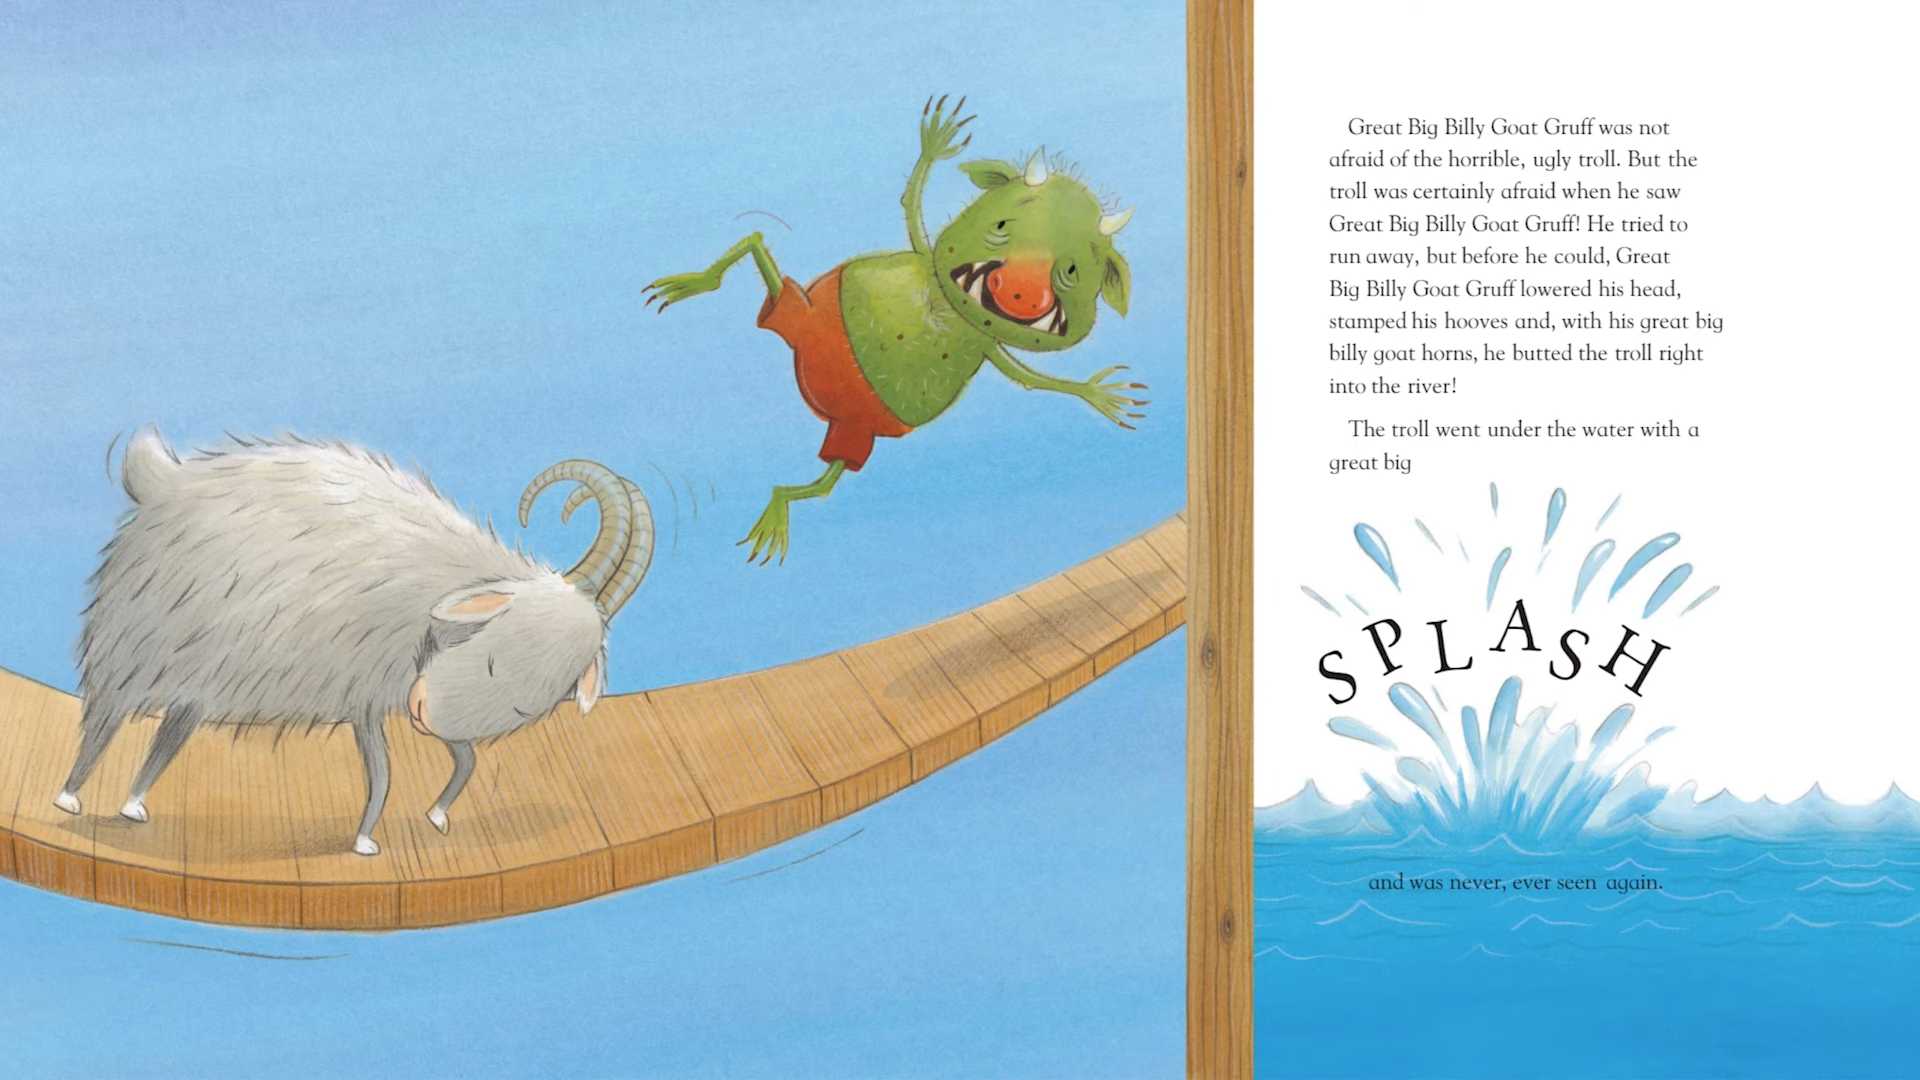 Great Big Billy Goat Gruff was not
afraid of the horrible, ugly troll. But the
troll was certainly afraid when he saw
Great Big Billy Goat Gruff! He tried to
run away, but before he could, Great
Big Billy Goat Gruff lowered his head,
stamped his hooves and, with his great big
billy goat horns, he butted the troll right
into the river!
The troll went under the water with a
great big
SPLASH
and was never, ever seen again.